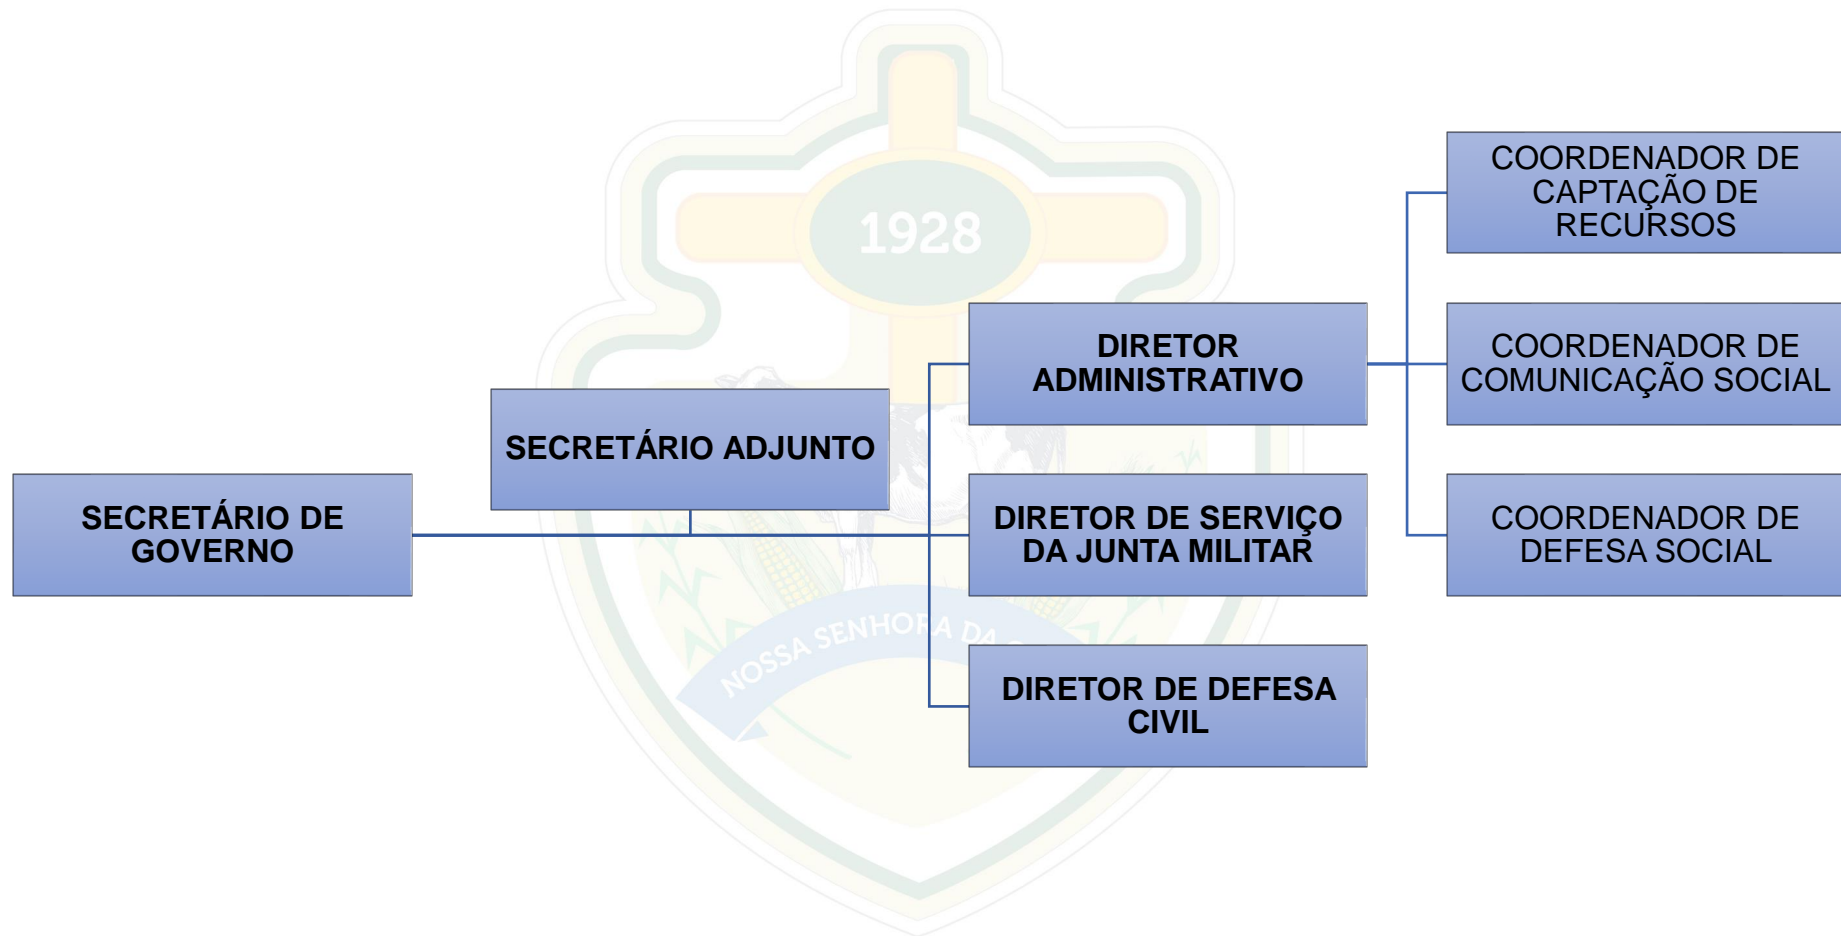 SECRETÁRIO DE
GOVERNO
SECRETÁRIO ADJUNTO
DIRETOR
ADMINISTRATIVO
DIRETOR DE SERVIÇO
DA JUNTA MILITAR
DIRETOR DE DEFESA
CIVIL
COORDENADOR DE
CAPTAÇÃO DE
RECURSOS
COORDENADOR DE
COMUNICAÇÃO SOCIAL
COORDENADOR DE
DEFESA SOCIAL
1928
NOSSA SENHORA DA